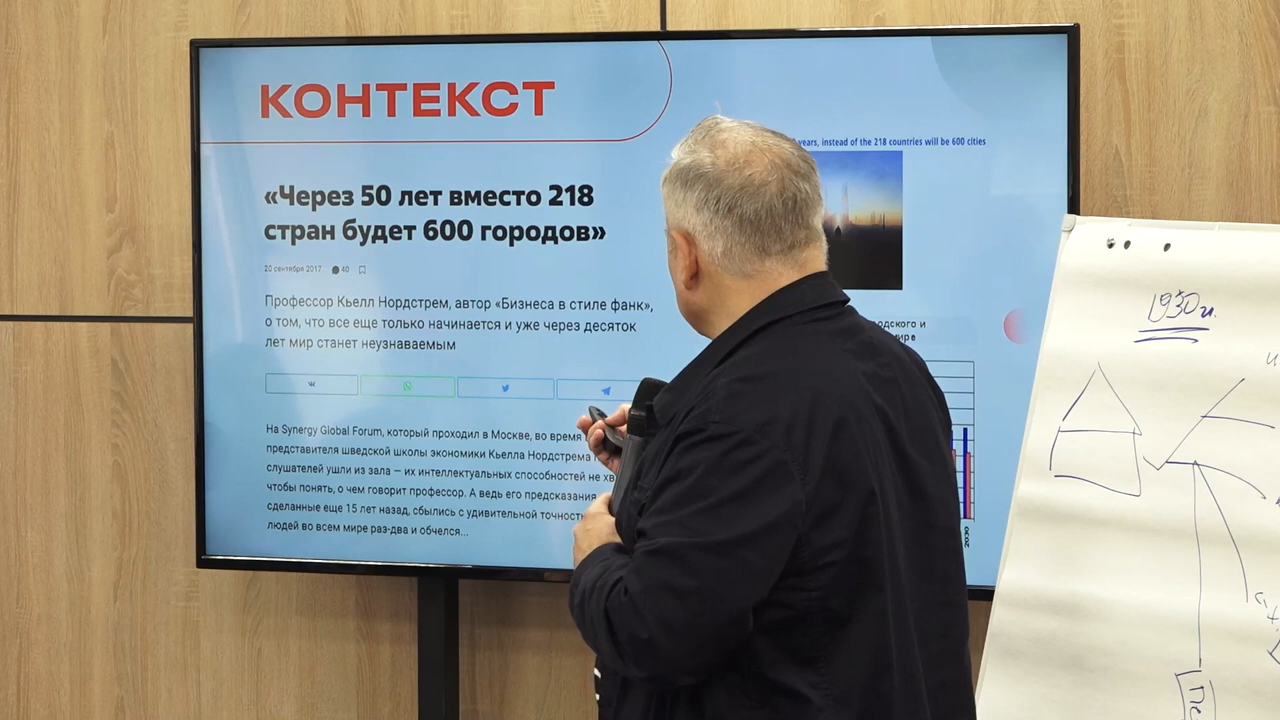 КОНТЕКСТ
«Через 50 лет вместо 218
стран будет 600 городов»
20 сентября 2017 40
Профессор Кьелл Нордстрем, автор «Бизнеса в стиле фанк»,
о том, что все еще только начинается и уже через десяток
лет мир станет неузнаваемым
На Synergy Global Forum, который проходил в Москве, во время
представителя шведской школы экономики Кьелла Нордстрема
слушателей ушли из зала — их интеллектуальных способностей не
чтобы понять, о чем говорит профессор. А ведь его предсказания
сделанные еще 15 лет назад, сбылись с удивительной
людей во всем мире раз-два и обчелся...
years, instead of the 218 countries will be 600 cities
1930г.